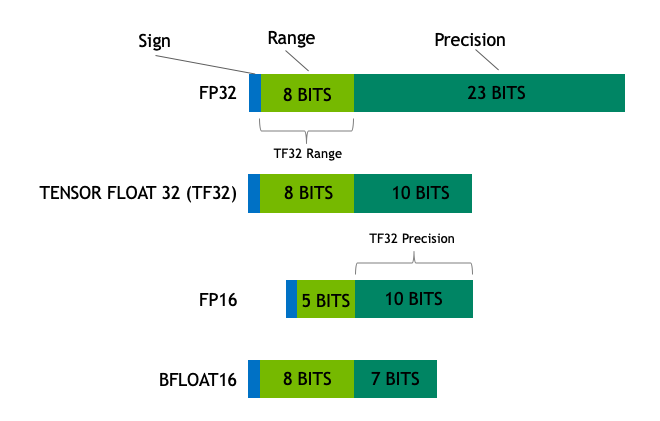 Sign
Range
Precision
FP32
8 BITS
23 BITS
TF32 Range
TENSOR FLOAT 32 (TF32)
8 BITS
10 BITS
TF32 Precision
FP16
5 BITS
10 BITS
BFLOAT16
8 BITS
7 BITS